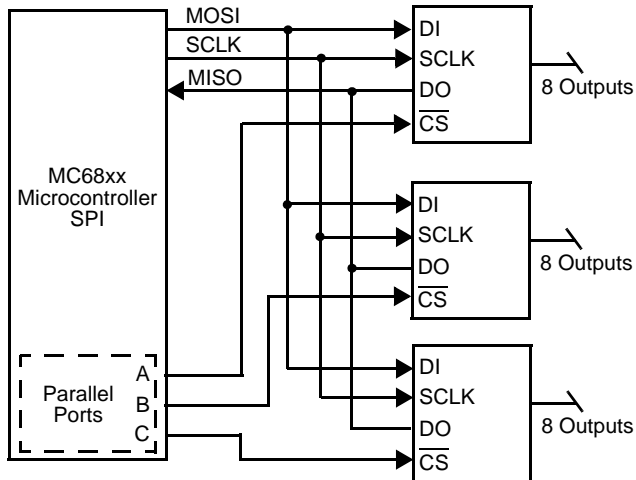 MOSI
SCLK
MISO
MC68xx
Microcontroller
SPI
Parallel
Ports
A
B
C
DI
SCLK
DO
CS
8 Outputs
DI
SCLK
DO
CS
8 Outputs
DI
SCLK
DO
CS
8 Outputs